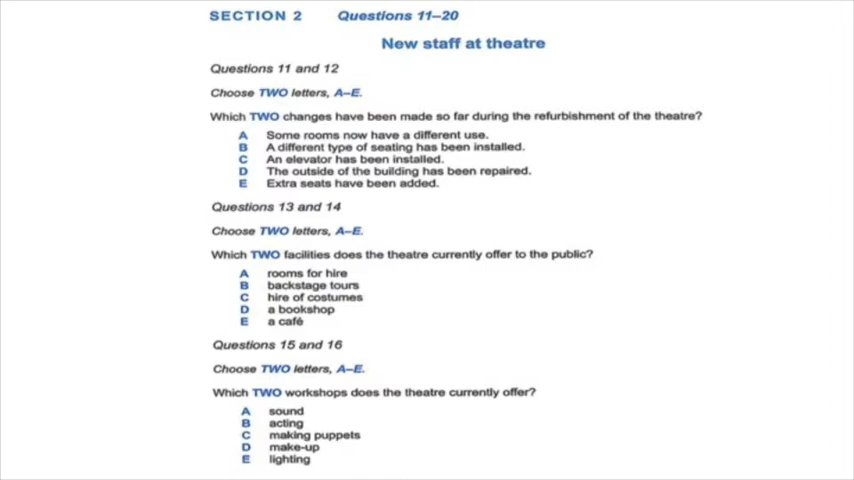 SECTION 2 Questions 11–20
New staff at theatre
Questions 11 and 12
Choose TWO letters, A–E.
Which TWO changes have been made so far during the refurbishment of the theatre?
A Some rooms now have a different use.
B A different type of seating has been installed.
C An elevator has been installed.
D The outside of the building has been repaired.
E Extra seats have been added.
Questions 13 and 14
Choose TWO letters, A–E.
Which TWO facilities does the theatre currently offer to the public?
A rooms for hire
B backstage tours
C hire of costumes
D a bookshop
E a café
Questions 15 and 16
Choose TWO letters, A–E.
Which TWO workshops does the theatre currently offer?
A sound
B acting
C making puppets
D make-up
E lighting